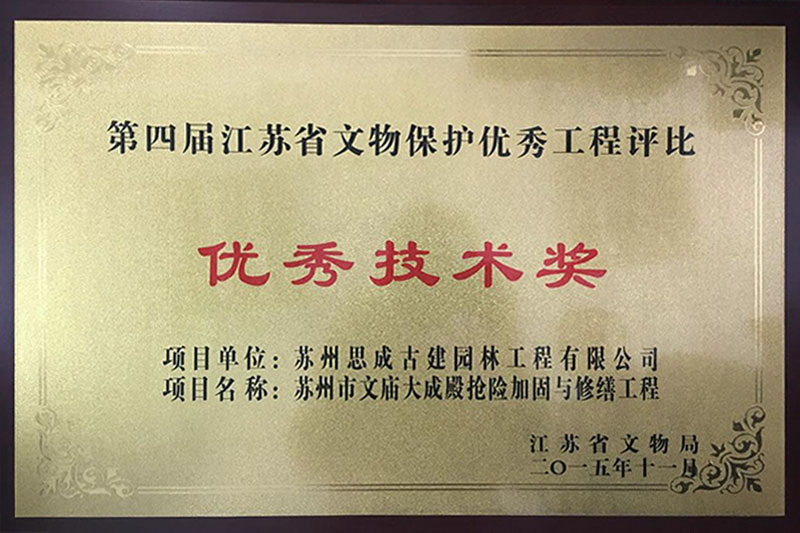 第四届江苏省文物保护优秀工程评比
优秀技术奖
项目单位：苏州思成古建园林工程有限公司
项目名称：苏州市文庙大成殿抢险加固与修缮工程
江苏省文物局
二〇一五年十一月